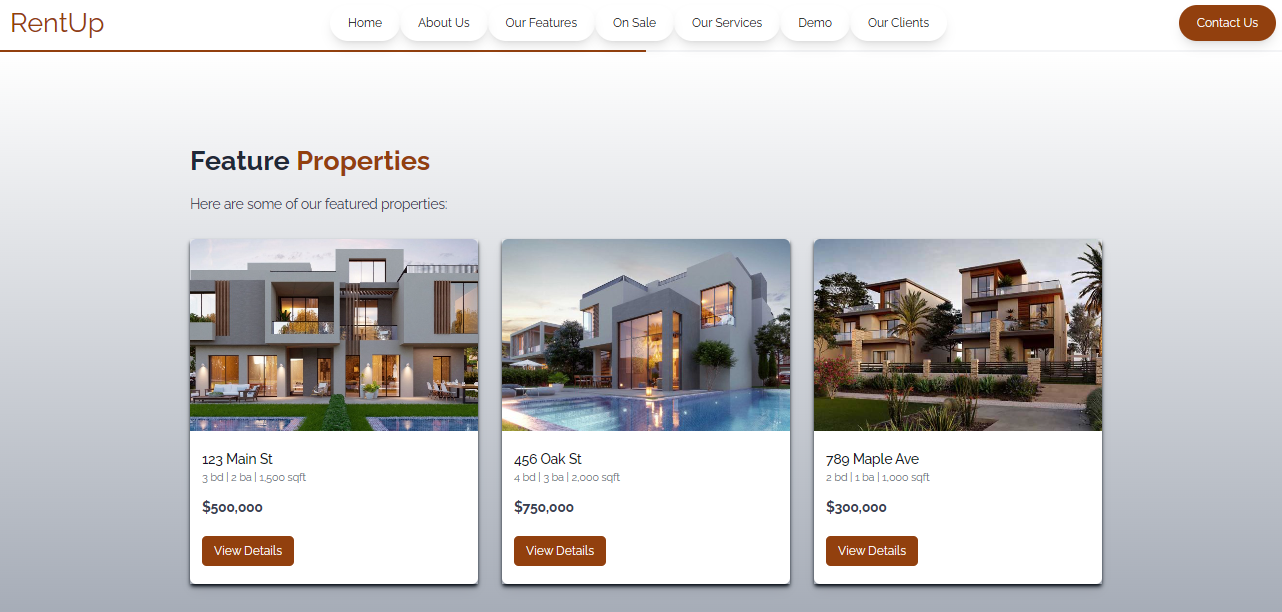 RentUp
Home
About Us
Our Features
On Sale
Our Services
Demo
Our Clients
Contact Us
Feature Properties
Here are some of our featured properties:
123 Main St
3 bd | 2 ba | 1,500 sqft
$500,000
View Details
456 Oak St
4 bd | 3 ba | 2,000 sqft
$750,000
View Details
789 Maple Ave
2 bd | 1 ba | 1,000 sqft
$300,000
View Details